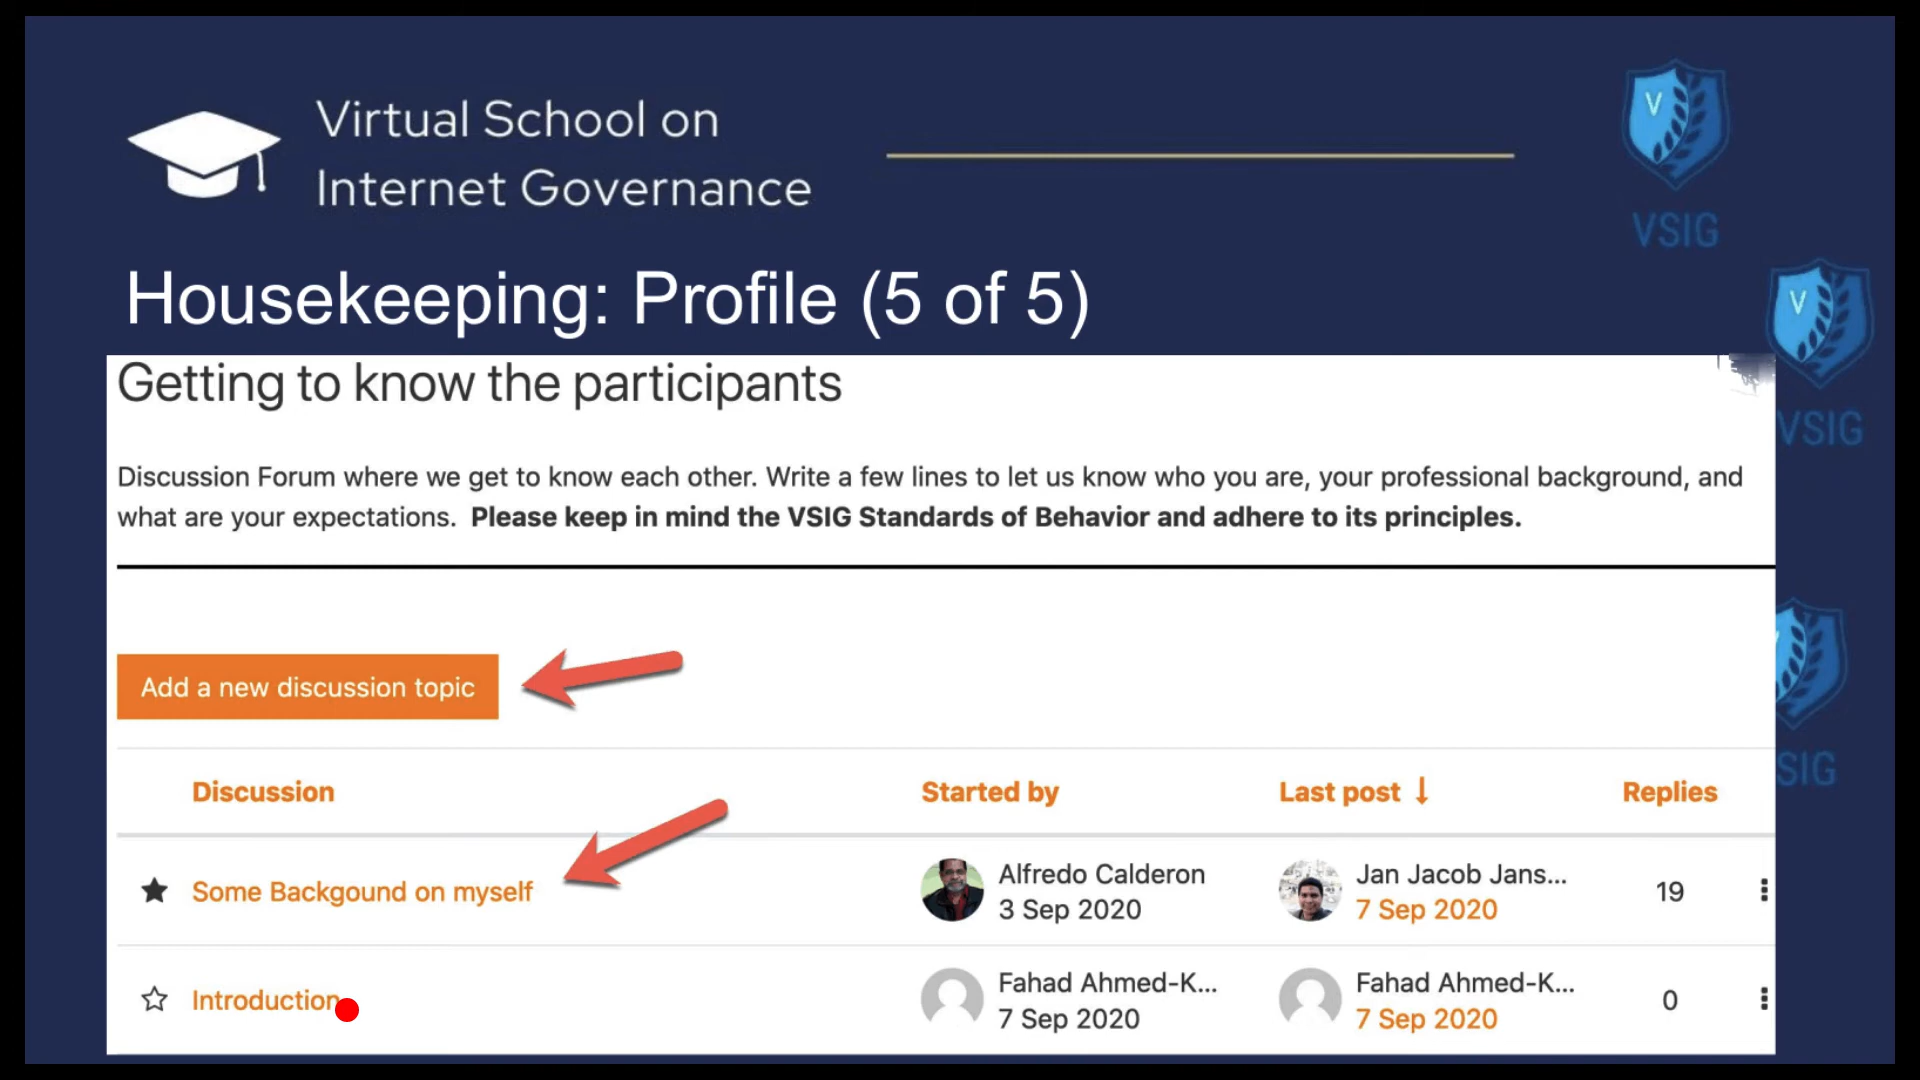 Virtual School on
Internet Governance
V
VSIG
Housekeeping: Profile (5 of 5)
V
VSIG
Getting to know the participants
Discussion Forum where we get to know each other. Write a few lines to let us know who you are, your professional background, and
what are your expectations. Please keep in mind the VSIG Standards of Behavior and adhere to its principles.
Add a new discussion topic
SIG
Discussion Started by Last post ↓ Replies
Some Backgound on myself Alfredo Calderon Jan Jacob Jans... 19
3 Sep 2020 7 Sep 2020
Introduction Fahad Ahmed-K... Fahad Ahmed-K... 0
7 Sep 2020 7 Sep 2020